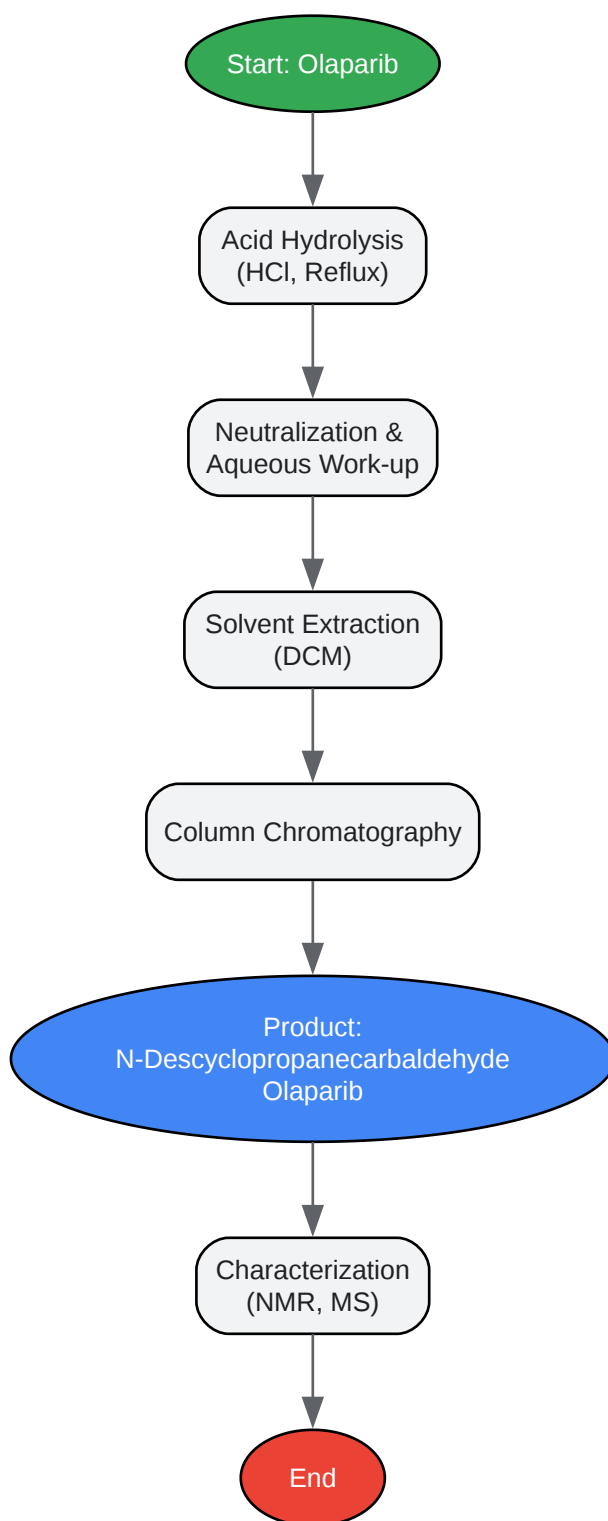 Start: Olaparib
Acid Hydrolysis
(HCl, Reflux)
Neutralization &
Aqueous Work-up
Solvent Extraction
(DCM)
Column Chromatography
Product:
N-Descyclopropanecarbaldehyde
Olaparib
Characterization
(NMR, MS)
End